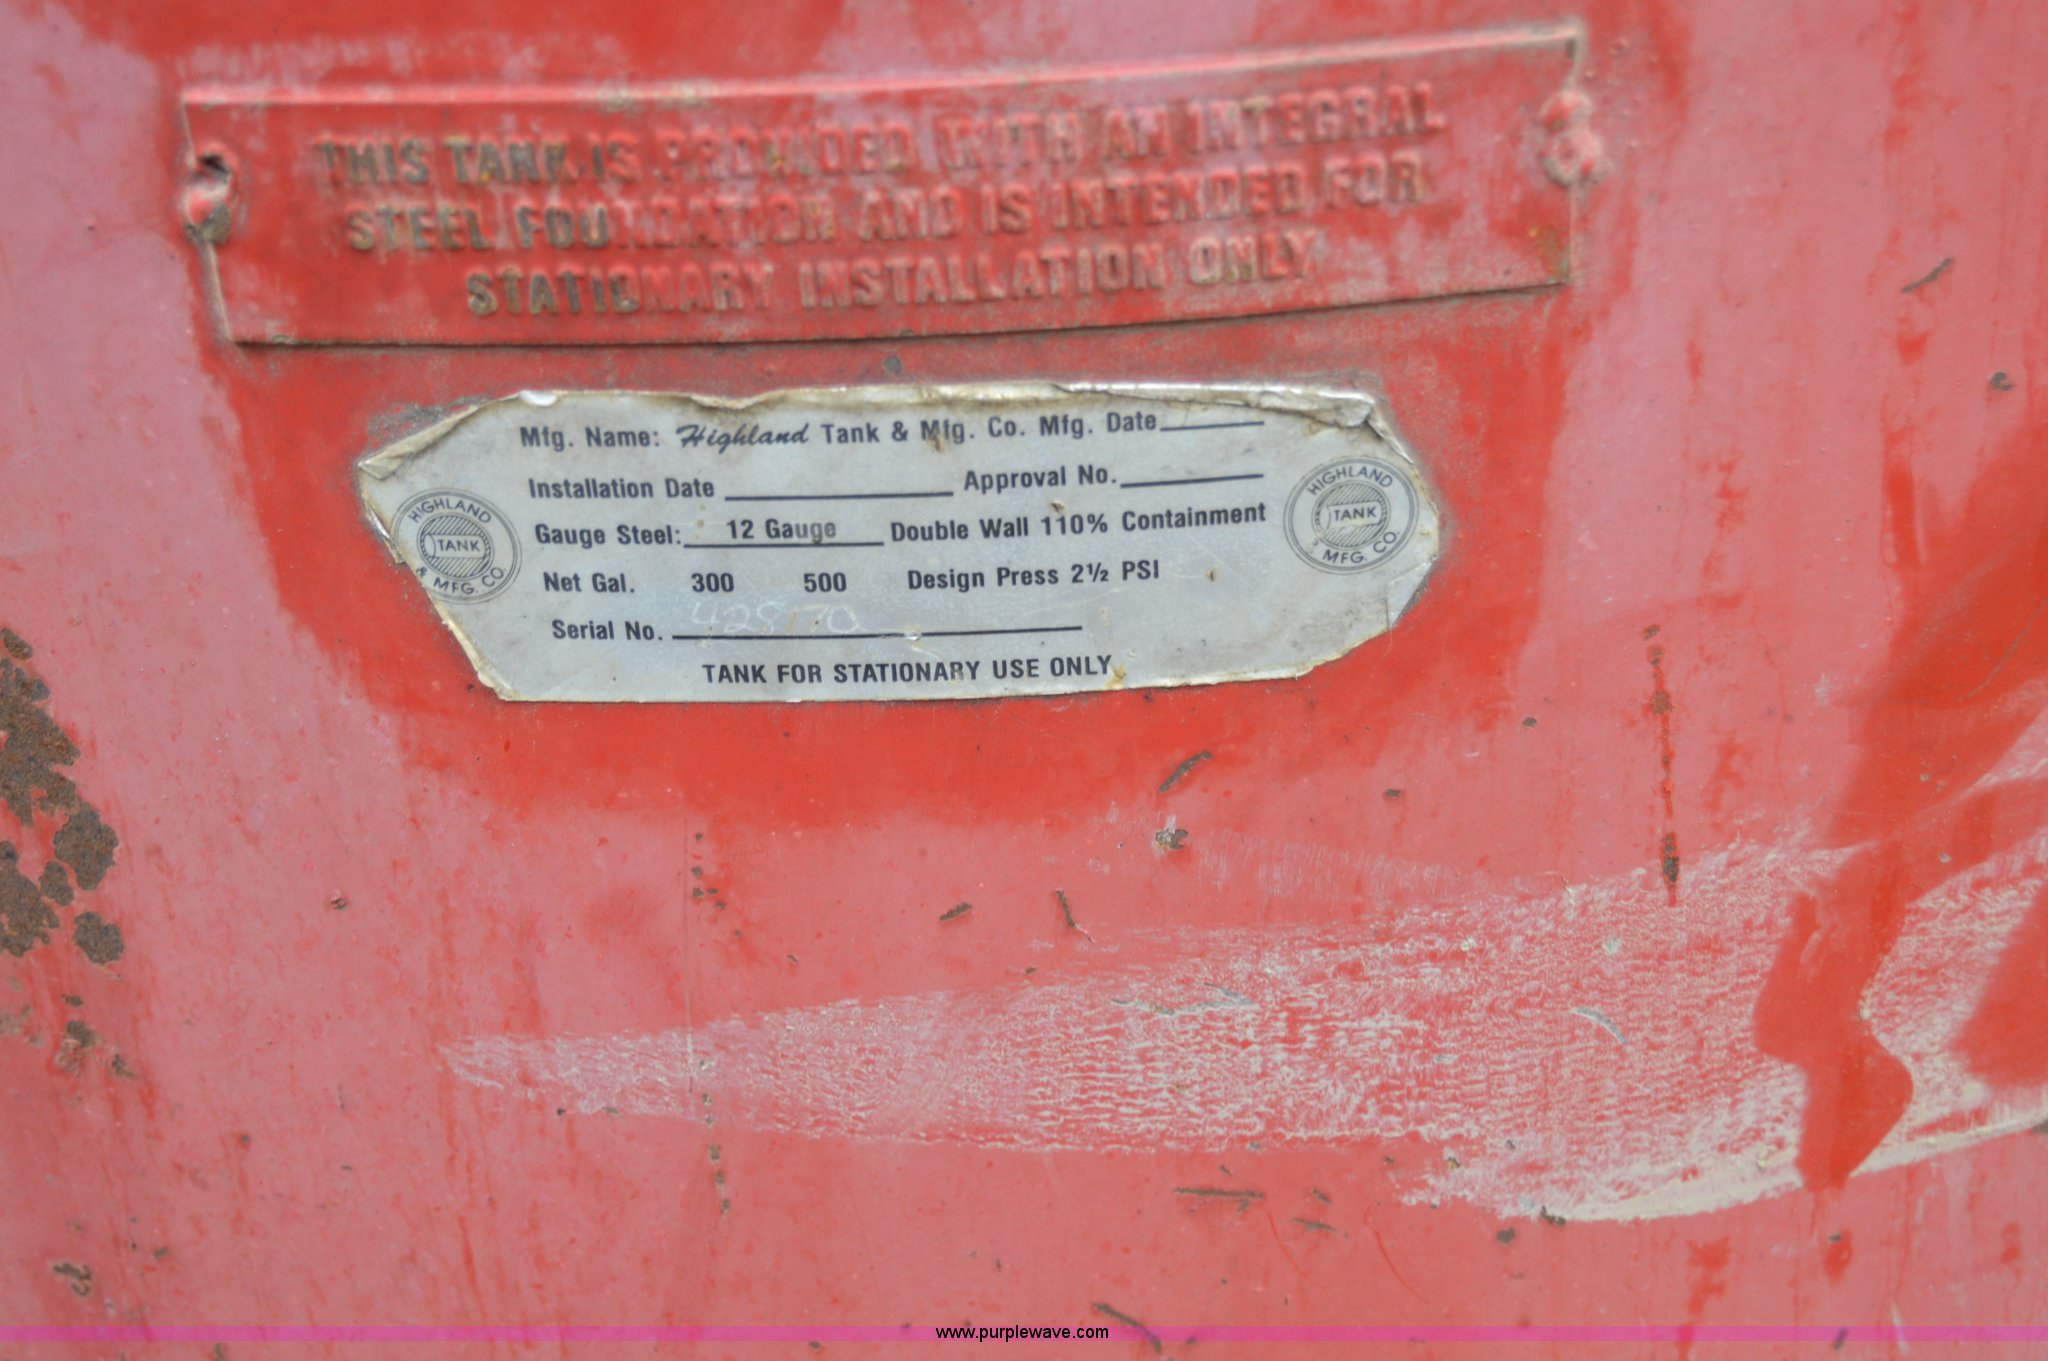 THIS TANK IS PROVIDED WITH AN INTEGRAL
STEEL FOUNDATION AND IS INTENDED FOR
STATIONARY INSTALLATION ONLY
Mfg. Name: Highland Tank & Mfg. Co. Mfg. Date
Installation Date Approval No.
Gauge Steel: 12 Gauge Double Wall 110% Containment
Net Gal. 300 500 Design Press 2½ PSI
Serial No. 428170
TANK FOR STATIONARY USE ONLY
HIGHLAND
TANK
& MFG. CO.
HIGHLAND
TANK
& MFG. CO.
www.purplewave.com